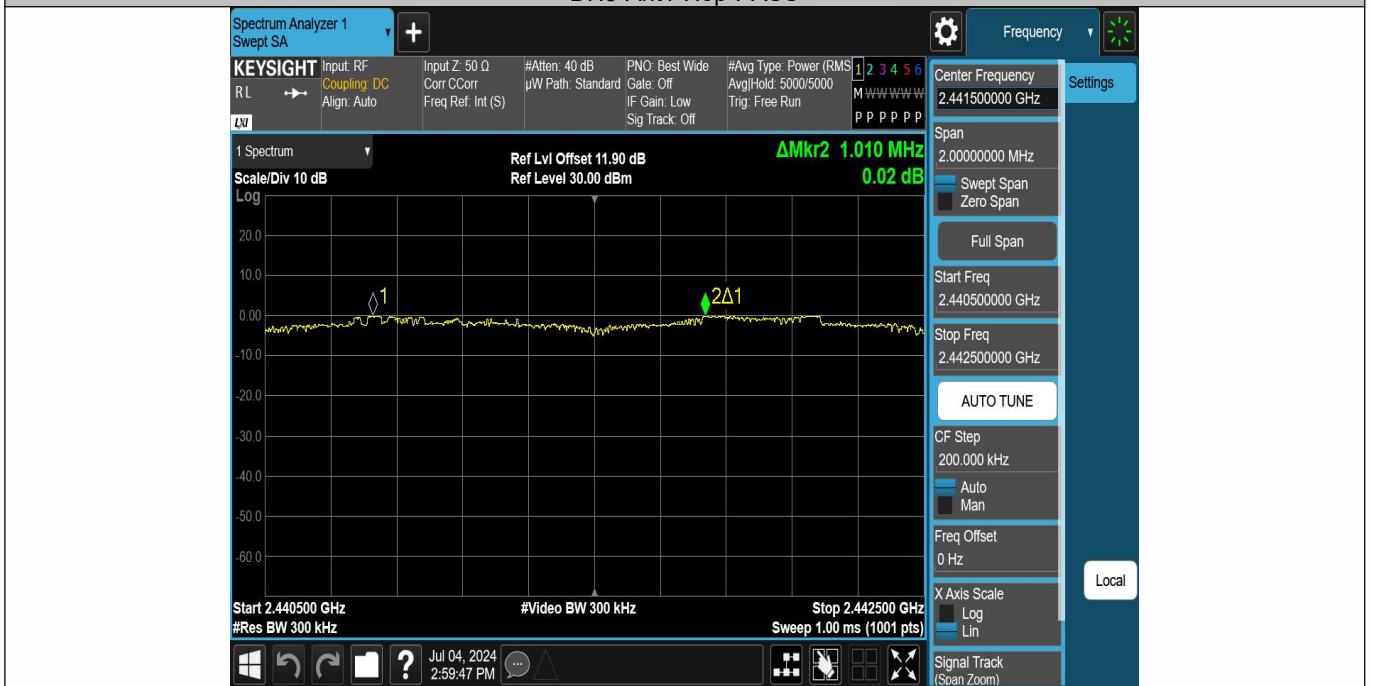 Spectrum Analyzer 1
Swept SA
Frequency
KEYSIGHT
RL
LXI
Input: RF
Coupling: DC
Align: Auto
Input Z: 50 Ω
Corr CCorr
Freq Ref: Int (S)
#Atten: 40 dB
µW Path: Standard
PNO: Best Wide
Gate: Off
IF Gain: Low
Sig Track: Off
#Avg Type: Power (RMS
Avg|Hold: 5000/5000
Trig: Free Run
1 2 3 4 5 6
M W W W W W
P P P P P P
1 Spectrum
Scale/Div 10 dB
Log
Ref Lvl Offset 11.90 dB
Ref Level 30.00 dBm
ΔMkr2 1.010 MHz
0.02 dB
20.0
10.0
0.00
-10.0
-20.0
-30.0
-40.0
-50.0
-60.0
1
2Δ1
Start 2.440500 GHz
#Res BW 300 kHz
#Video BW 300 kHz
Stop 2.442500 GHz
Sweep 1.00 ms (1001 pts)
Jul 04, 2024
2:59:47 PM
Center Frequency
2.441500000 GHz
Settings
Span
2.00000000 MHz
Swept Span
Zero Span
Full Span
Start Freq
2.440500000 GHz
Stop Freq
2.442500000 GHz
AUTO TUNE
CF Step
200.000 kHz
Auto
Man
Freq Offset
0 Hz
Local
X Axis Scale
Log
Lin
Signal Track
(Span Zoom)